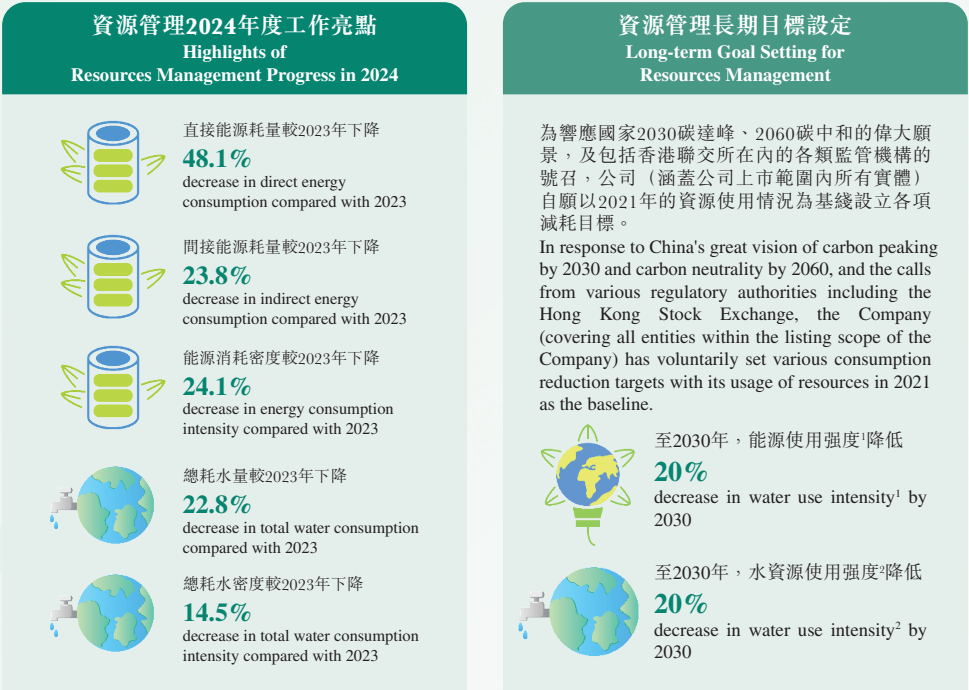 資源管理2024年度工作亮點
Highlights of
Resources Management Progress in 2024
直接能源耗量較2023年下降
48.1%
decrease in direct energy
consumption compared with 2023
間接能源耗量較2023年下降
23.8%
decrease in indirect energy
consumption compared with 2023
能源消耗密度較2023年下降
24.1%
decrease in energy consumption
intensity compared with 2023
總耗水量較2023年下降
22.8%
decrease in total water consumption
compared with 2023
總耗水密度較2023年下降
14.5%
decrease in total water consumption
intensity compared with 2023
資源管理長期目標設定
Long-term Goal Setting for
Resources Management
為響應國家2030碳達峰、2060碳中和的偉大願
景，及包括香港聯交所在內的各類監管機構的
號召，公司（涵蓋公司上市範圍內所有實體）
自願以2021年的資源使用情況為基綫設立各項
減耗目標。
In response to China's great vision of carbon peaking
by 2030 and carbon neutrality by 2060, and the calls
from various regulatory authorities including the
Hong Kong Stock Exchange, the Company
(covering all entities within the listing scope of the
Company) has voluntarily set various consumption
reduction targets with its usage of resources in 2021
as the baseline.
至2030年，能源使用强度¹降低
20%
decrease in water use intensity¹ by
2030
至2030年，水資源使用强度²降低
20%
decrease in water use intensity² by
2030